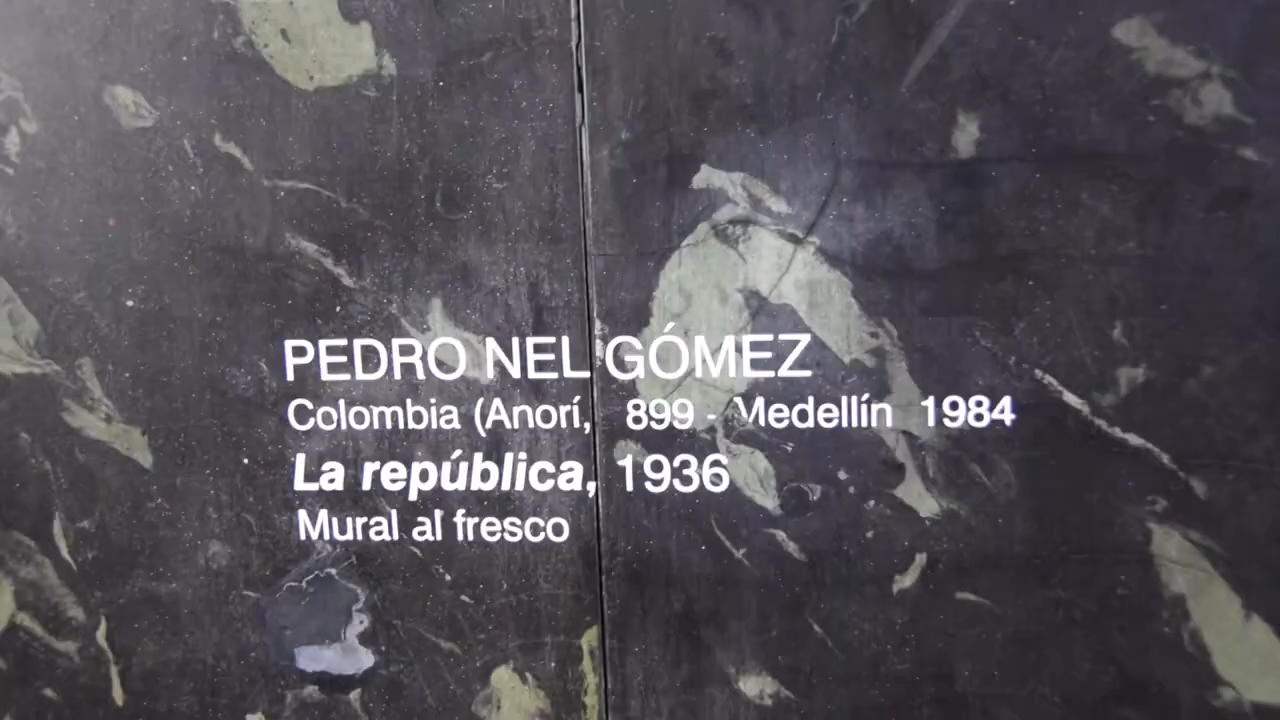 PEDRO NEL GÓMEZ
Colombia (Anorí, 899 - Medellín 1984
La república, 1936
Mural al fresco